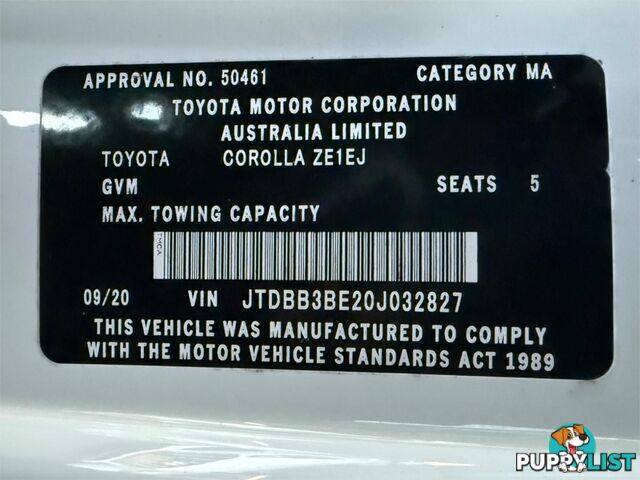 APPROVAL NO. 50461 CATEGORY MA
TOYOTA MOTOR CORPORATION
AUSTRALIA LIMITED
TOYOTA COROLLA ZE1EJ
GVM SEATS 5
MAX. TOWING CAPACITY
TMCA
09/20 VIN JTDBB3BE20J032827
THIS VEHICLE WAS MANUFACTURED TO COMPLY
WITH THE MOTOR VEHICLE STANDARDS ACT 1989
PUPPYLIST